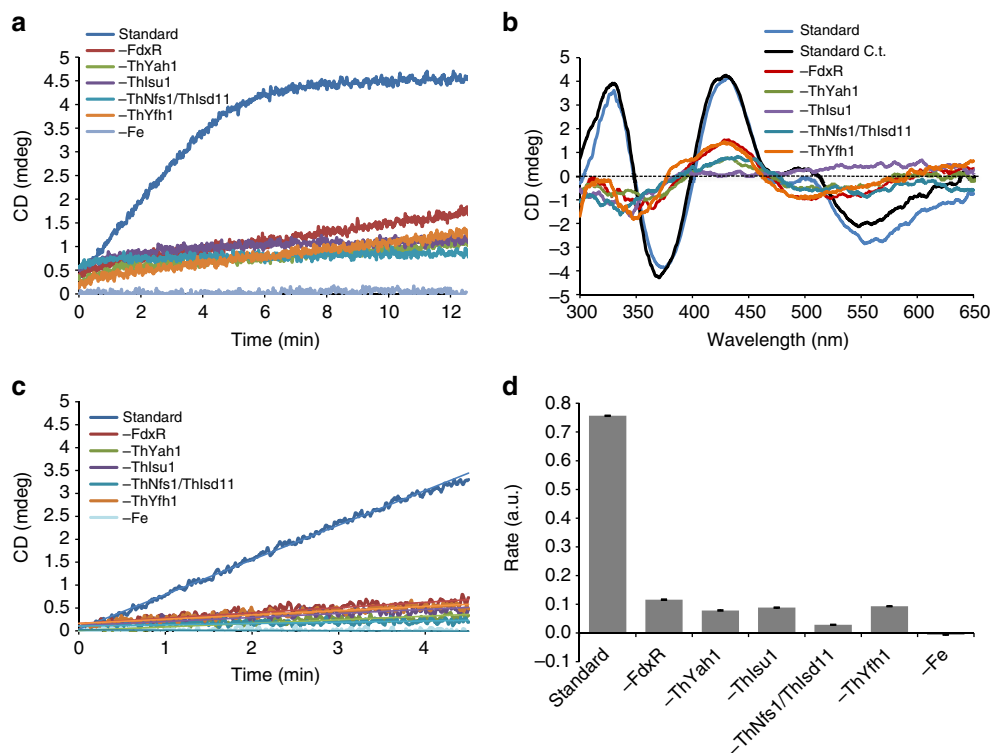 a
Standard
–FdxR
–ThYah1
–ThIsu1
–ThNfs1/ThIsd11
–ThYfh1
–Fe
5
4.5
4
3.5
3
2.5
2
1.5
1
0.5
0
CD (mdeg)
0 2 4 6 8 10 12
Time (min)
b
Standard
Standard C.t.
–FdxR
–ThYah1
–ThIsu1
–ThNfs1/ThIsd11
–ThYfh1
5
4
3
2
1
0
–1
–2
–3
–4
–5
CD (mdeg)
300 350 400 450 500 550 600 650
Wavelength (nm)
c
Standard
–FdxR
–ThYah1
–ThIsu1
–ThNfs1/ThIsd11
–ThYfh1
–Fe
5
4.5
4
3.5
3
2.5
2
1.5
1
0.5
0
CD (mdeg)
0 1 2 3 4
Time (min)
d
0.8
0.7
0.6
0.5
0.4
0.3
0.2
0.1
0.0
–0.1
Rate (a.u.)
Standard
–FdxR
–ThYah1
–ThIsu1
–ThNfs1/ThIsd11
–ThYfh1
–Fe